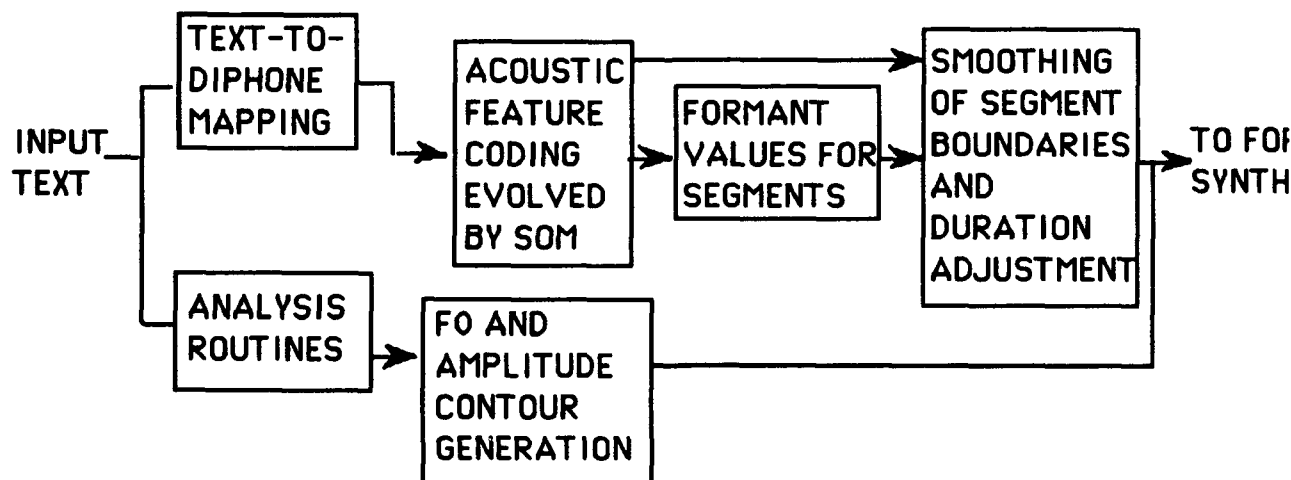 INPUT
TEXT
TEXT-TO-
DIPHONE
MAPPING
ACOUSTIC
FEATURE
CODING
EVOLVED
BY SOM
FORMANT
VALUES FOR
SEGMENTS
SMOOTHING
OF SEGMENT
BOUNDARIES
AND
DURATION
ADJUSTMENT
TO
ANALYSIS
ROUTINES
F0 AND
AMPLITUDE
CONTOUR
GENERATION